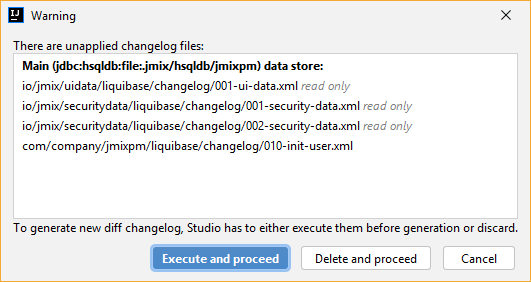 IJ
Warning
There are unapplied changelog files:
Main (jdbc:hsqldb:file:.jmix/hsqldb/jmixpm) data store:
io/jmix/uidata/liquibase/changelog/001-ui-data.xml read only
io/jmix/securitydata/liquibase/changelog/001-security-data.xml read only
io/jmix/securitydata/liquibase/changelog/002-security-data.xml read only
com/company/jmixpm/liquibase/changelog/010-init-user.xml
To generate new diff changelog, Studio has to either execute them before generation or discard.
Execute and proceed
Delete and proceed
Cancel